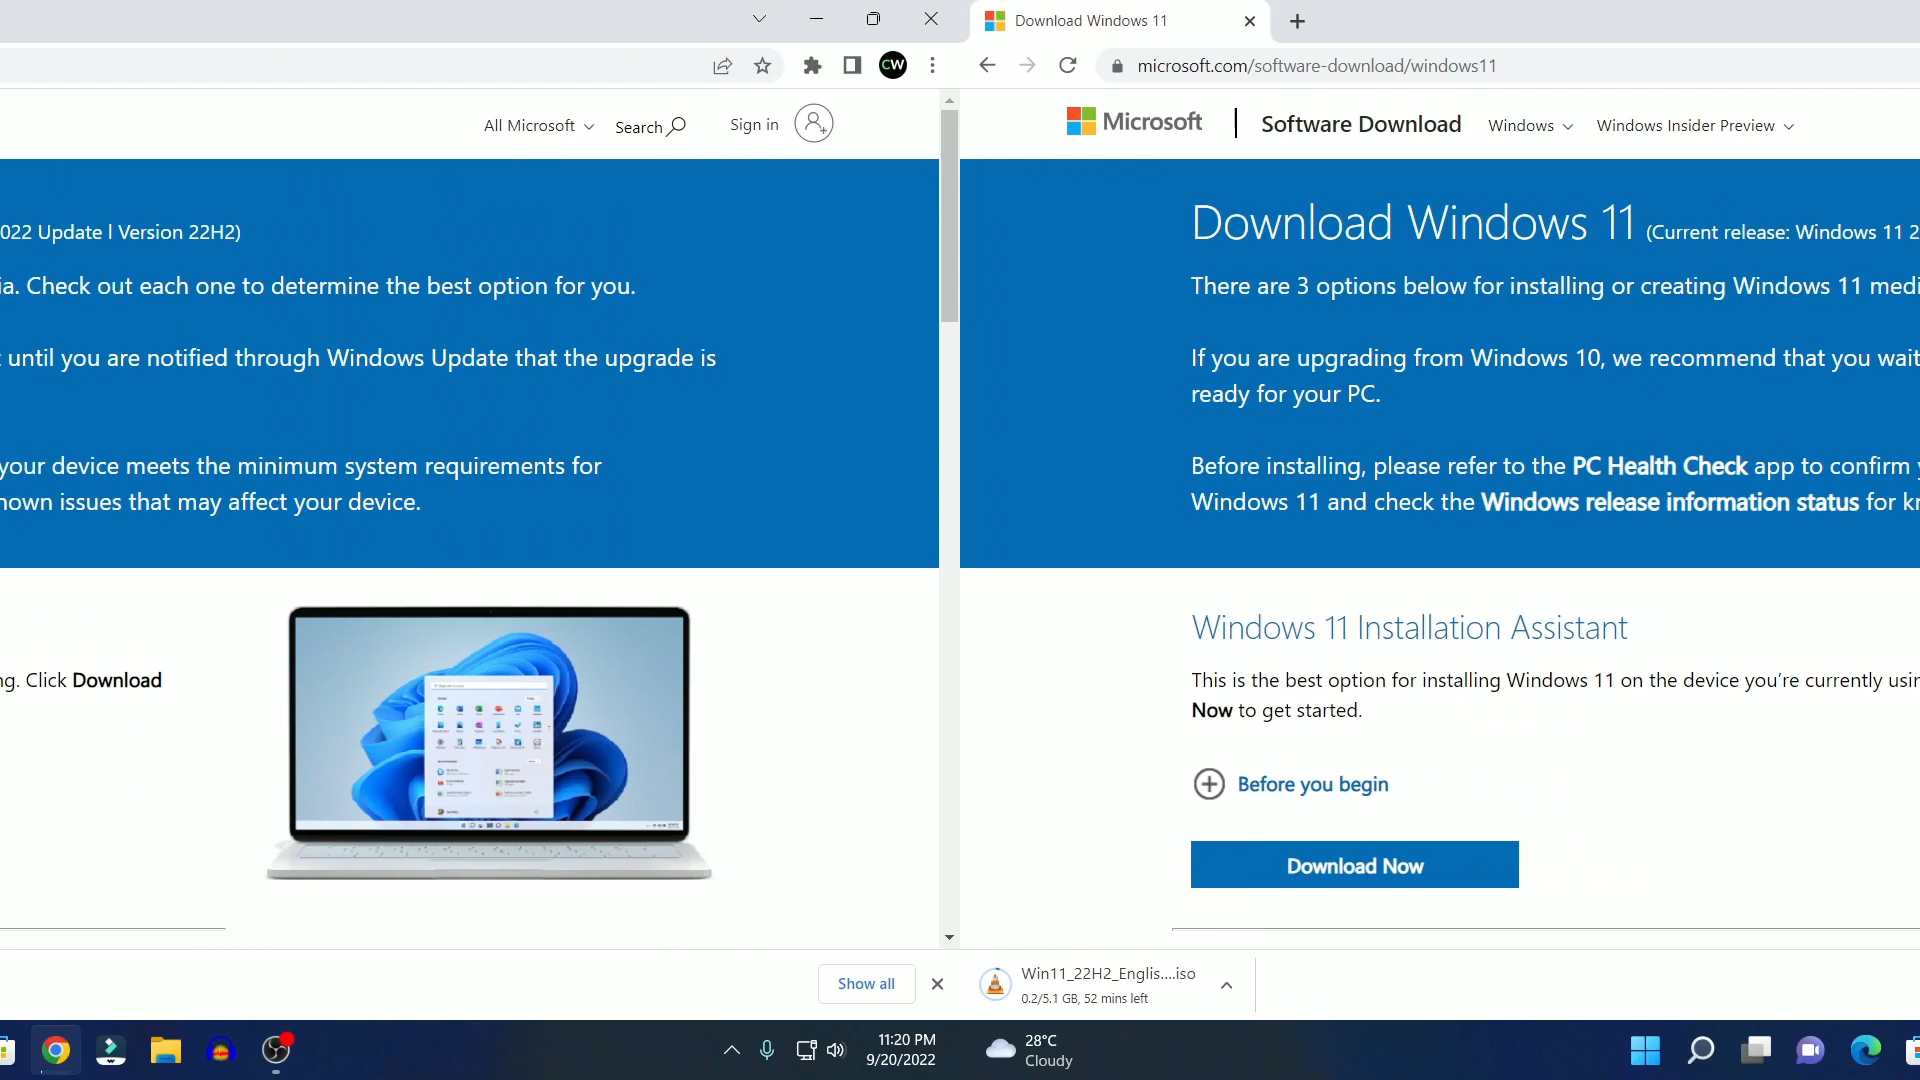 Download Windows 11
microsoft.com/software-download/windows11
CW
All Microsoft
Search
Sign in
Microsoft
Software Download
Windows
Windows Insider Preview
022 Update l Version 22H2)
ia. Check out each one to determine the best option for you.
until you are notified through Windows Update that the upgrade is
your device meets the minimum system requirements for
nown issues that may affect your device.
Download Windows 11 (Current release: Windows 11 2
There are 3 options below for installing or creating Windows 11 medi
If you are upgrading from Windows 10, we recommend that you wait
ready for your PC.
Before installing, please refer to the PC Health Check app to confirm y
Windows 11 and check the Windows release information status for kn
ng. Click Download
Windows 11 Installation Assistant
This is the best option for installing Windows 11 on the device you're currently usin
Now to get started.
Before you begin
Download Now
Show all
Win11_22H2_Englis....iso
0.2/5.1 GB, 52 mins left
11:20 PM
9/20/2022
28°C
Cloudy